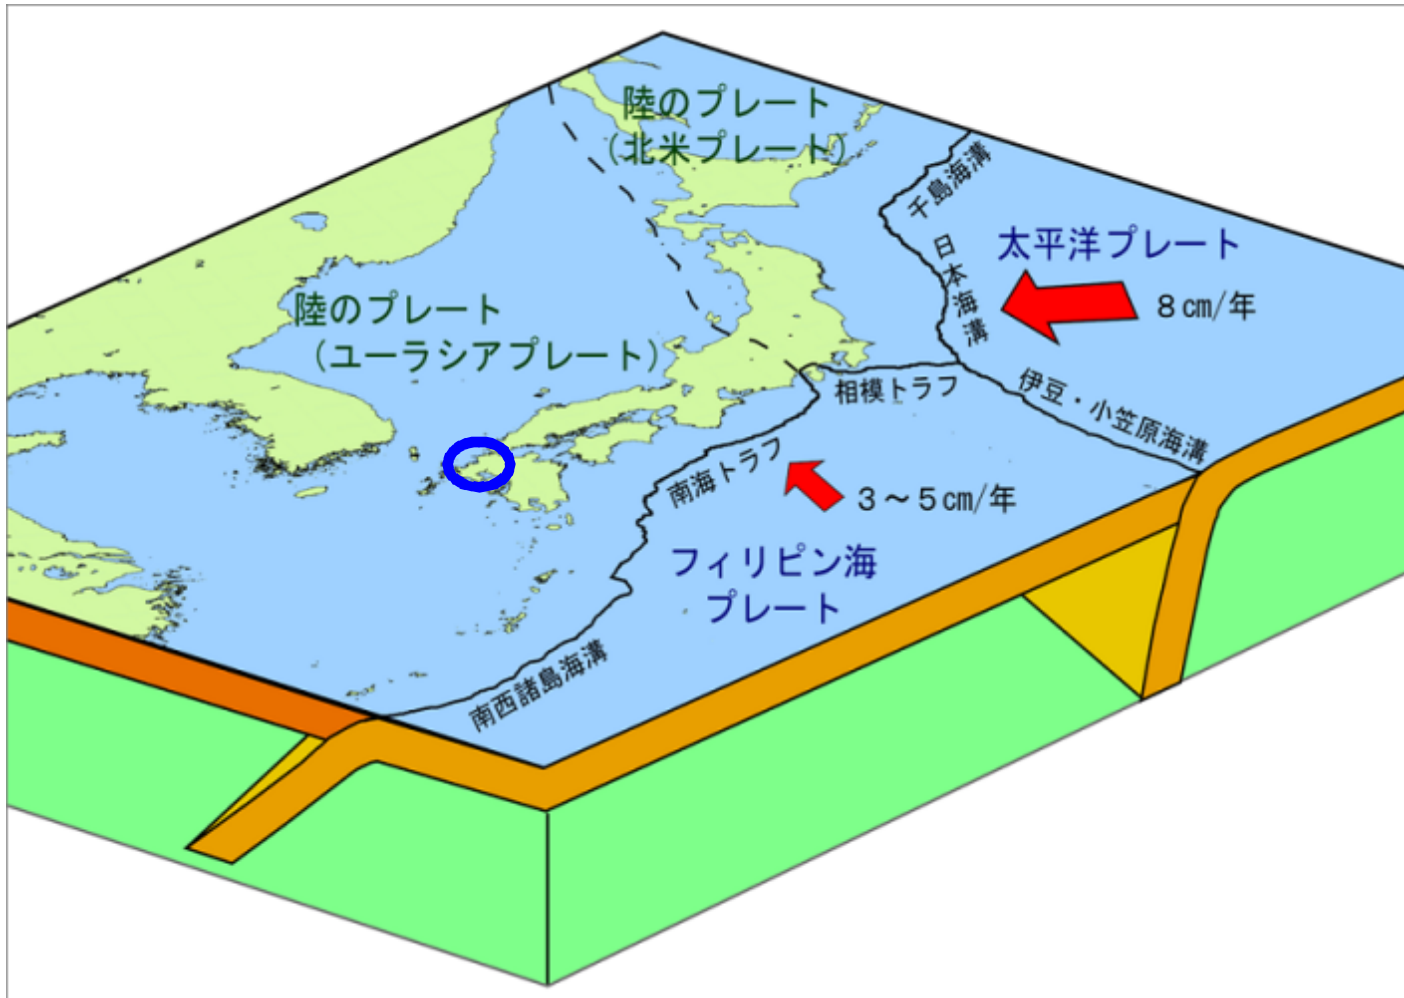 陸のプレート
（北米プレート）
千島海溝
日本海溝
太平洋プレート
8㎝/年
陸のプレート
（ユーラシアプレート）
相模トラフ
伊豆・小笠原海溝
南海トラフ
3～5㎝/年
フィリピン海
プレート
南西諸島海溝